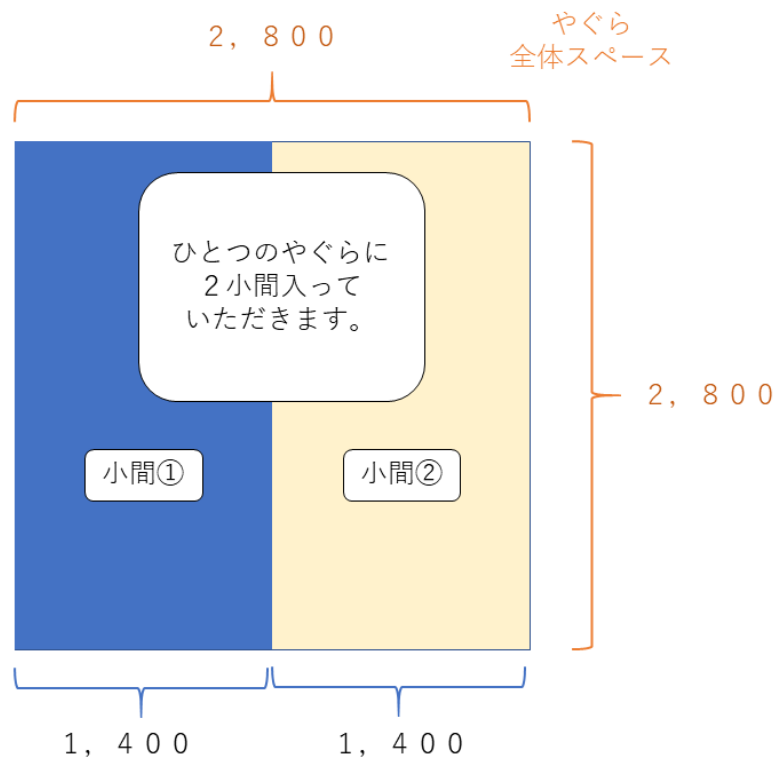 やぐら
全体スペース
２，８００
ひとつのやぐらに
２小間入って
いただきます。
２，８００
小間①
小間②
１，４００
１，４００